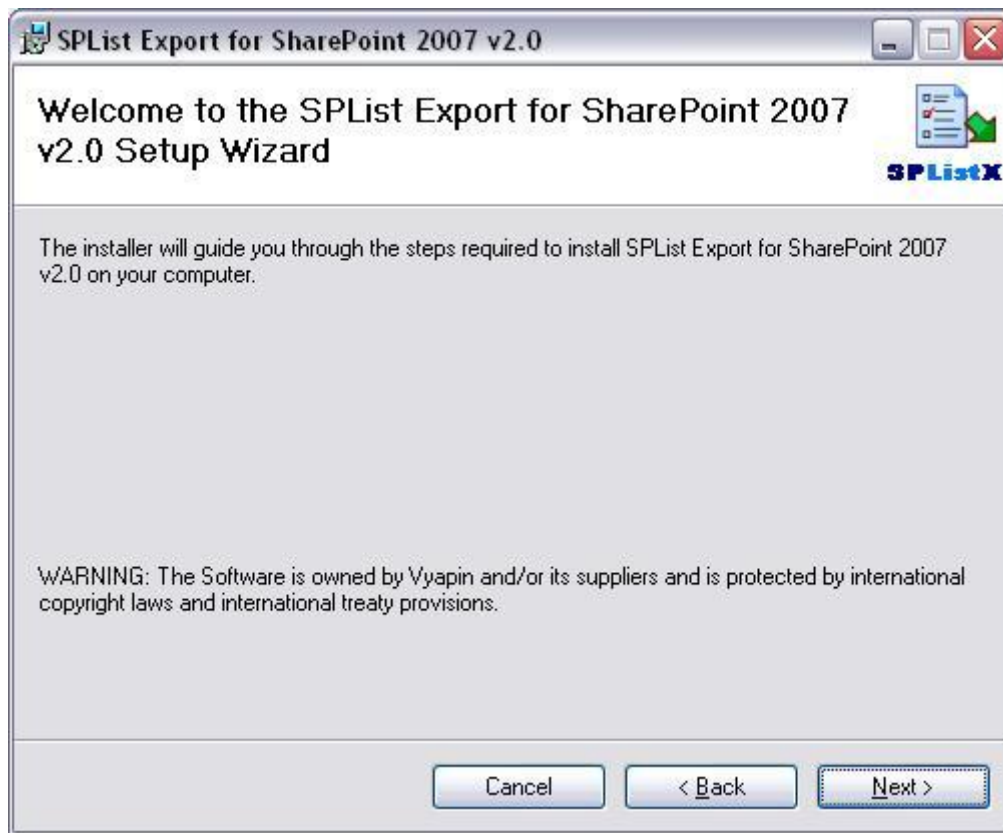 SPList Export for SharePoint 2007 v2.0
Welcome to the SPList Export for SharePoint 2007
v2.0 Setup Wizard
SPListX
The installer will guide you through the steps required to install SPList Export for SharePoint 2007
v2.0 on your computer.
WARNING: The Software is owned by Vyapin and/or its suppliers and is protected by international
copyright laws and international treaty provisions.
Cancel
< Back
Next >